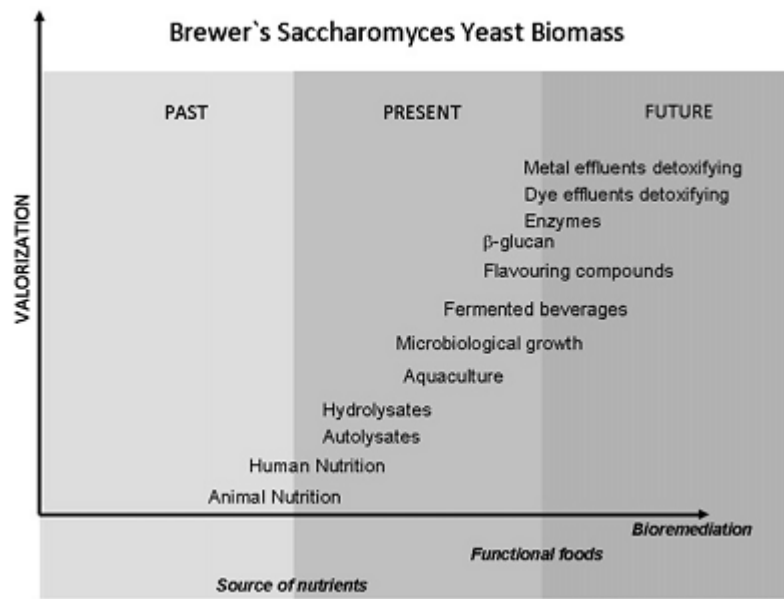 Brewer`s Saccharomyces Yeast Biomass
PAST
PRESENT
FUTURE
VALORIZATION
Metal effluents detoxifying
Dye effluents detoxifying
Enzymes
β-glucan
Flavouring compounds
Fermented beverages
Microbiological growth
Aquaculture
Hydrolysates
Autolysates
Human Nutrition
Animal Nutrition
Bioremediation
Functional foods
Source of nutrients